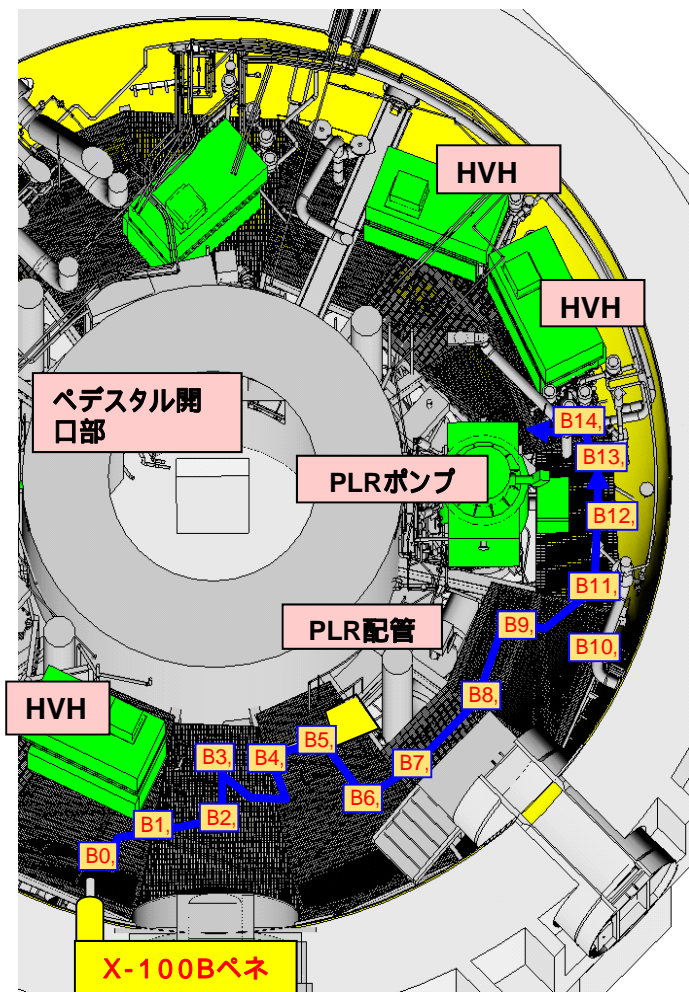 HVH
HVH
ペデスタル開
口部
B14,
B13,
PLRポンプ
B12,
B11,
PLR配管
B9,
B10,
B8,
HVH
B5,
B3,
B4,
B7,
B6,
B2,
B1,
B0,
X-100Bペネ